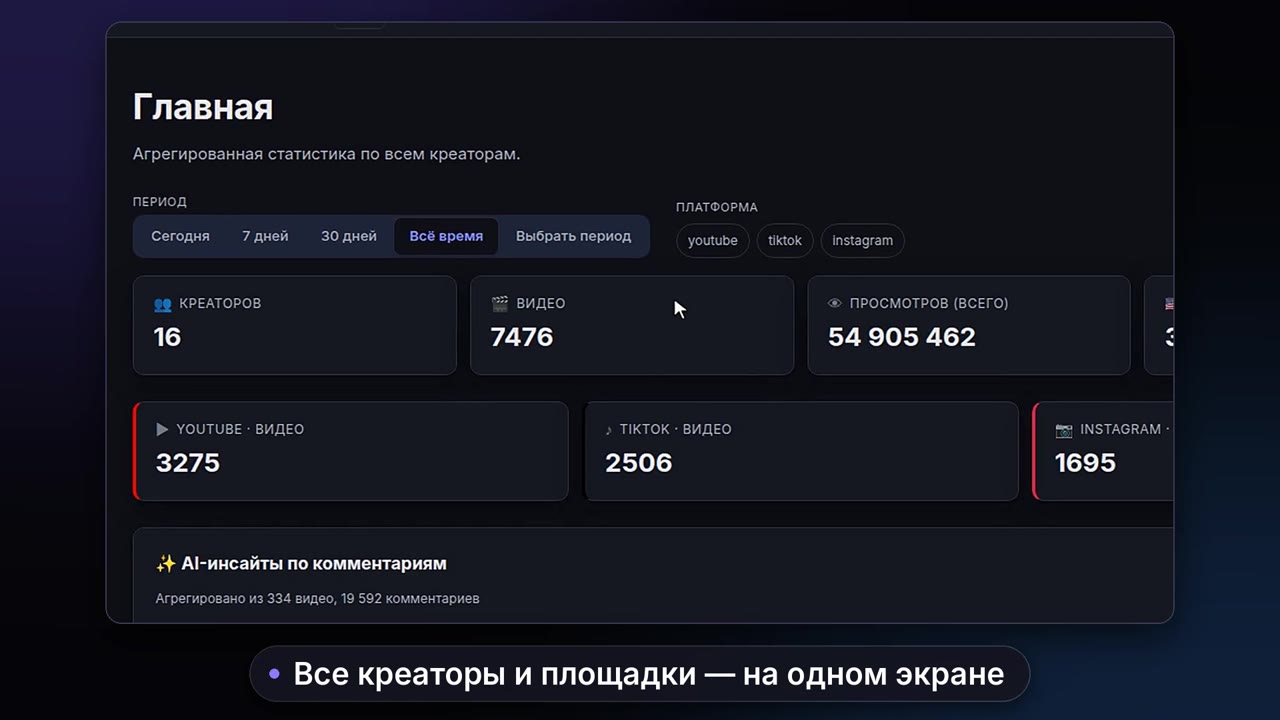 Главная
Агрегированная статистика по всем креаторам.
ПЕРИОД
Сегодня 7 дней 30 дней Всё время Выбрать период
ПЛАТФОРМА
youtube tiktok instagram
КРЕАТОРОВ
16
ВИДЕО
7476
ПРОСМОТРОВ (ВСЕГО)
54 905 462
YOUTUBE · ВИДЕО
3275
TIKTOK · ВИДЕО
2506
INSTAGRAM ·
1695
✨ AI-инсайты по комментариям
Агрегировано из 334 видео, 19 592 комментариев
Все креаторы и площадки — на одном экране